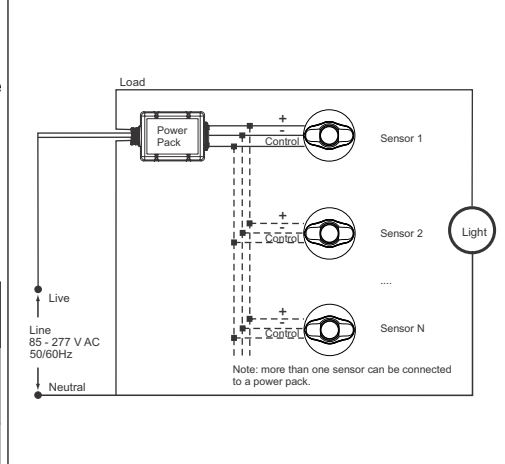 Load
Power
Pack
+
-
Control
Sensor 1
+
-
Control
Sensor 2
Light
....
Live
+
-
Control
Sensor N
Line
85 - 277 V AC
50/60Hz
Note: more than one sensor can be connected
to a power pack.
Neutral